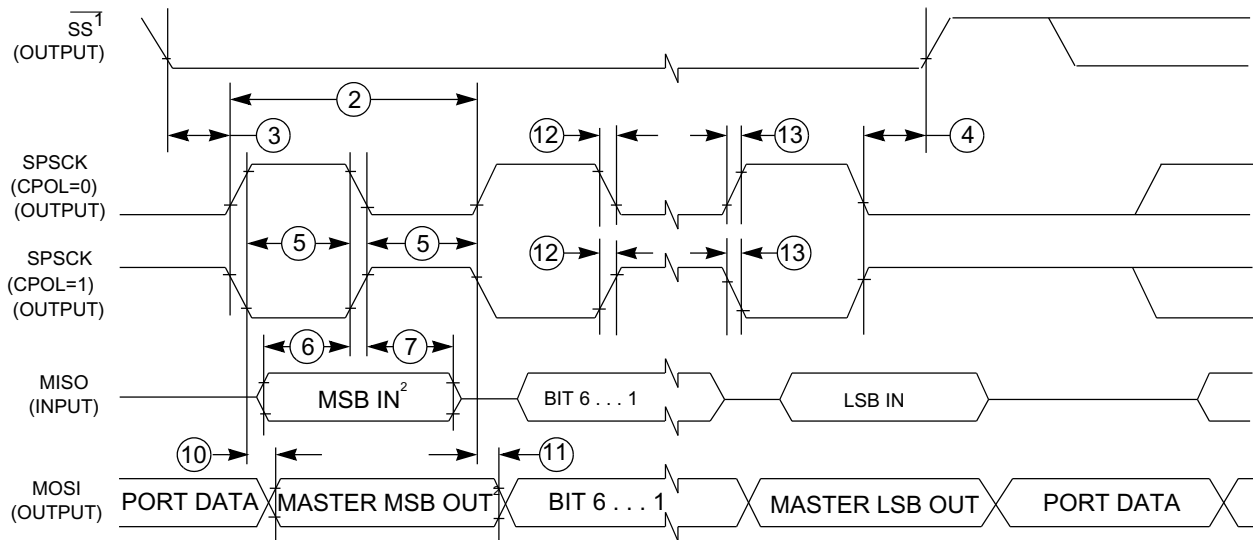 SS1
(OUTPUT)
2
3
12
13
4
SPSCK
(CPOL=0)
(OUTPUT)
5
5
SPSCK
(CPOL=1)
(OUTPUT)
12
13
6
7
MISO
(INPUT)
MSB IN2
BIT 6 . . . 1
LSB IN
10
11
MOSI
(OUTPUT)
PORT DATA
MASTER MSB OUT2
BIT 6 . . . 1
MASTER LSB OUT
PORT DATA